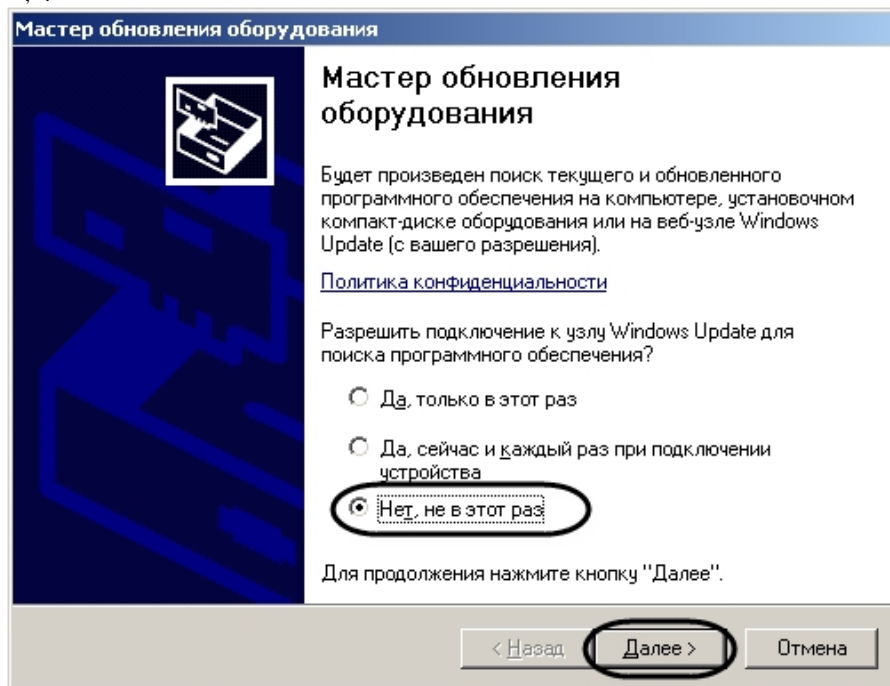 Мастер обновления оборудования
Мастер обновления
оборудования
Будет произведен поиск текущего и обновленного
программного обеспечения на компьютере, установочном
компакт-диске оборудования или на веб-узле Windows
Update (с вашего разрешения).
Политика конфиденциальности
Разрешить подключение к узлу Windows Update для
поиска программного обеспечения?
Да, только в этот раз
Да, сейчас и каждый раз при подключении
устройства
Нет, не в этот раз
Для продолжения нажмите кнопку "Далее".
< Назад
Далее >
Отмена